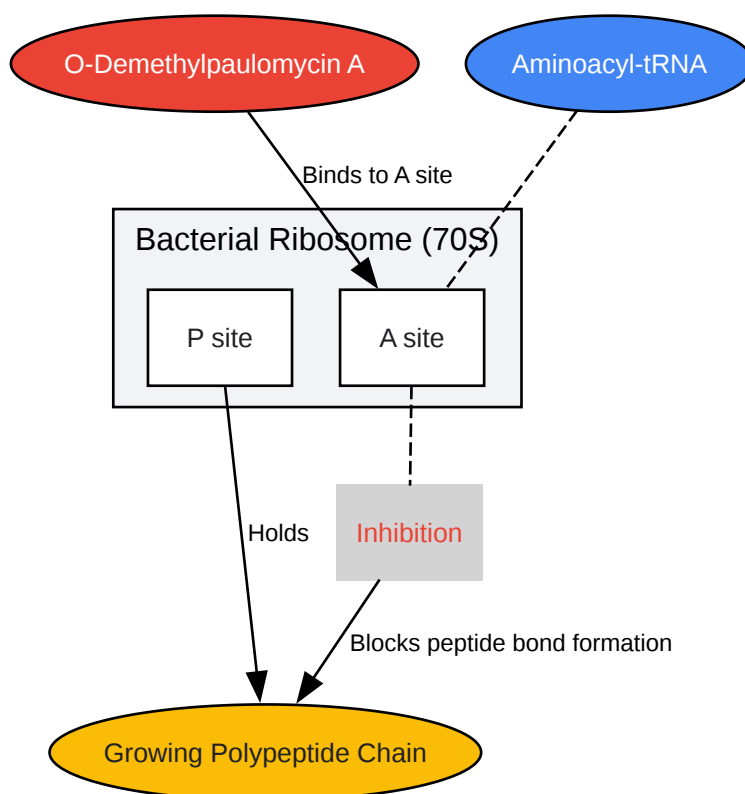 O-Demethylpaulomycin A
Aminoacyl-tRNA
Binds to A site
Bacterial Ribosome (70S)
P site
A site
Holds
Inhibition
Blocks peptide bond formation
Growing Polypeptide Chain